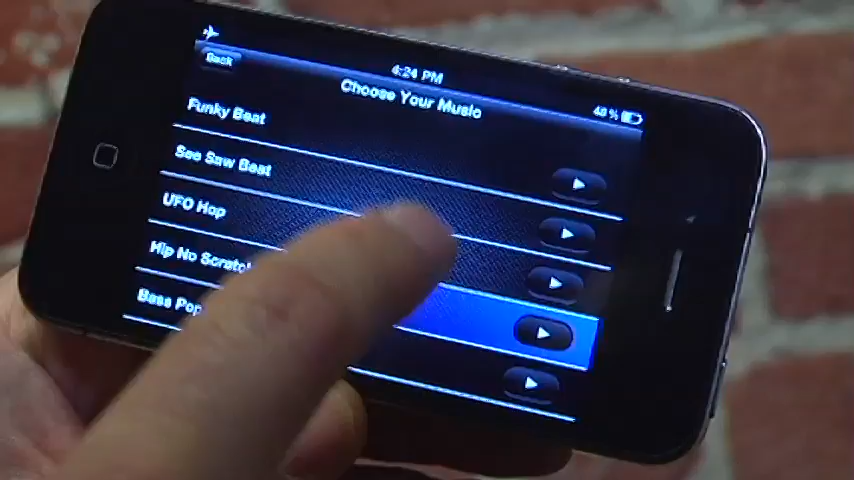 4:24 PM
48 %
Back
Choose Your Music
Funky Beat
See Saw Beat
UFO Hop
Hip No Scratch
Bass Pop